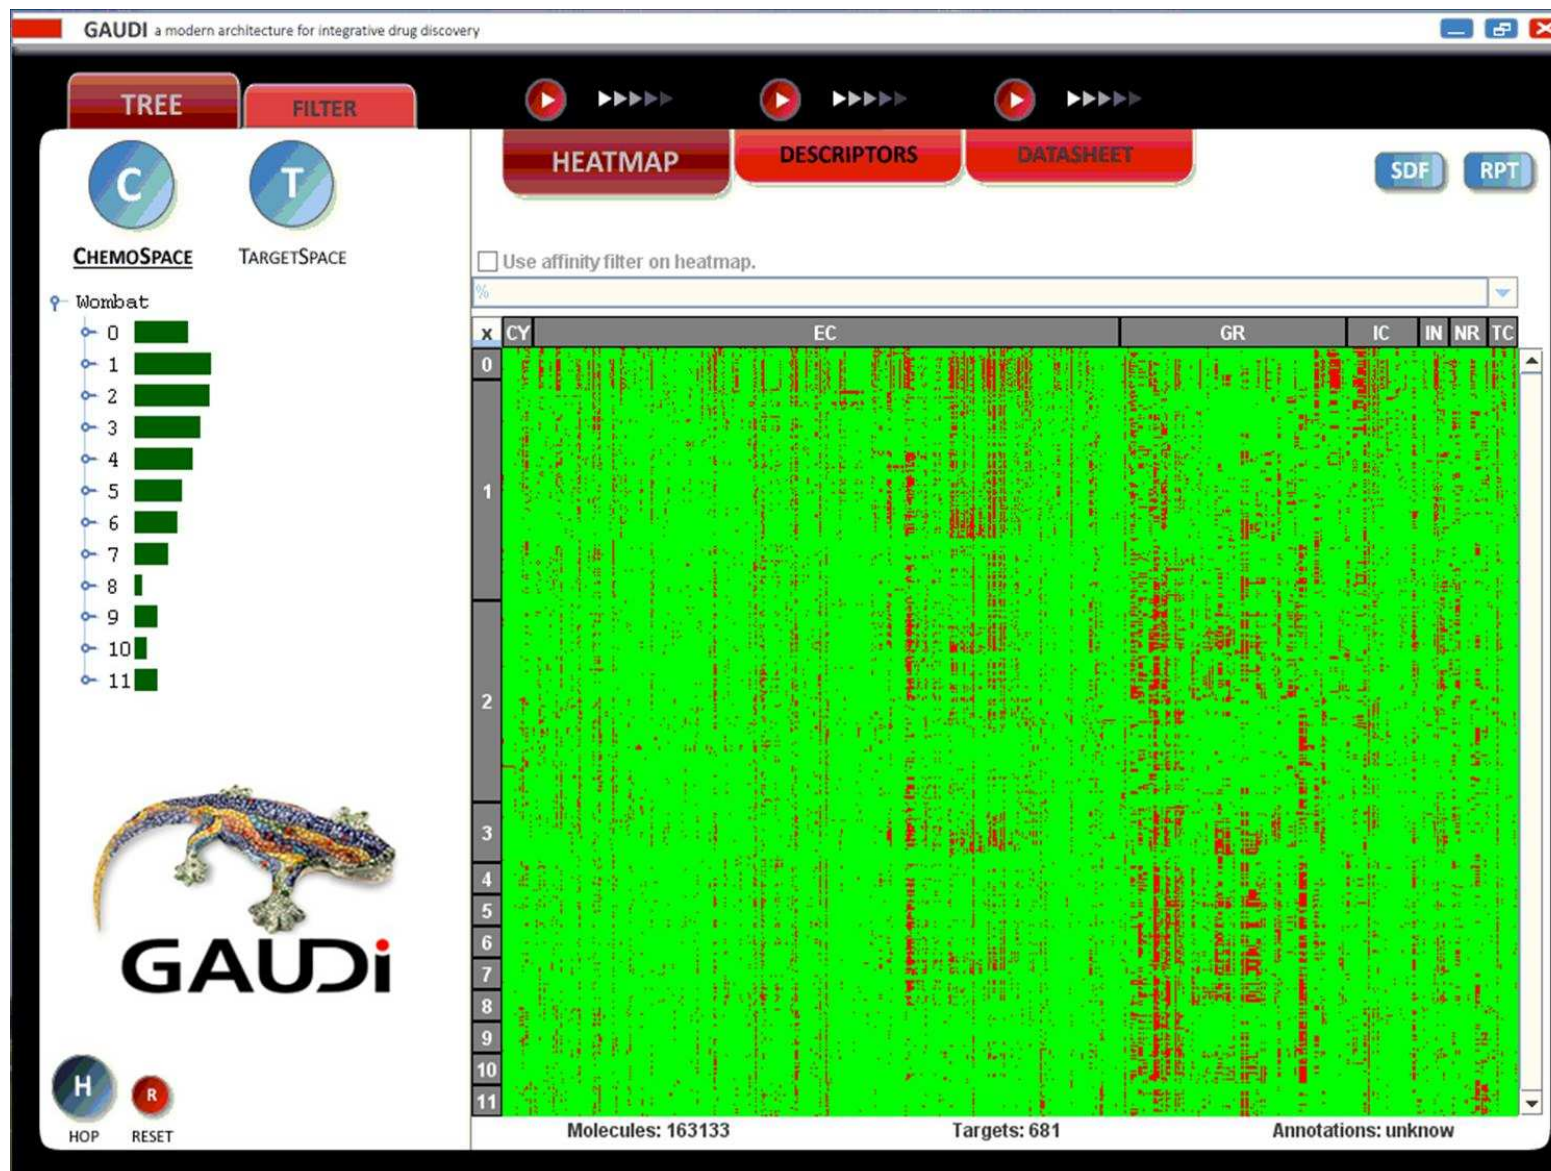 GAUDI a modern architecture for integrative drug discovery
TREE
FILTER
HEATMAP
DESCRIPTORS
DATASHEET
SDF
RPT
C
T
CHEMOSPACE
TARGETSPACE
Use affinity filter on heatmap.
%
Wombat
0
1
2
3
4
5
6
7
8
9
10
11
x CY EC GR IC IN NR TC
0
1
2
3
4
5
6
7
8
9
10
11
GAUDi
H
R
HOP
RESET
Molecules: 163133
Targets: 681
Annotations: unknow